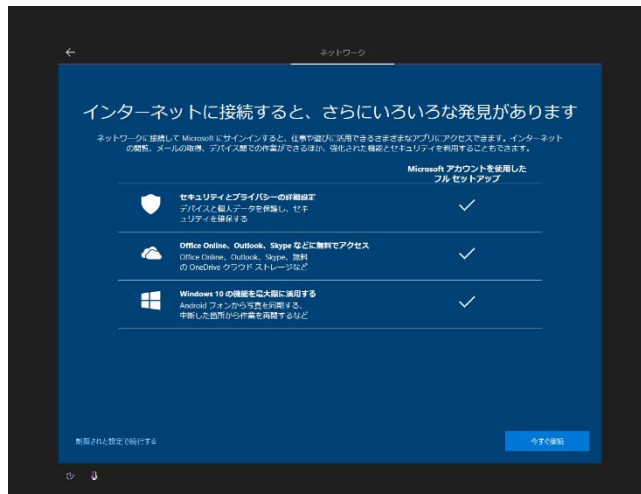 ネットワーク
インターネットに接続すると、さらにいろいろな発見があります
ネットワークに接続して Microsoft にサインインすると、仕事や遊びに活用できるさまざまなアプリにアクセスできます。インターネット
の閲覧、メールの取得、デバイス間での作業ができるほか、強化された機能とセキュリティを利用することもできます。
Microsoft アカウントを使用した
フル セットアップ
セキュリティとプライバシーの詳細設定
デバイスと個人データを保護し、セキ
ュリティを確保する
Office Online、Outlook、Skype などに無料でアクセス
Office Online、Outlook、Skype、無料
の OneDrive クラウド ストレージなど
Windows 10 の機能を最大限に活用する
Android フォンから写真を同期する、
中断した箇所から作業を再開するなど
制限された設定で続行する
今すぐ接続